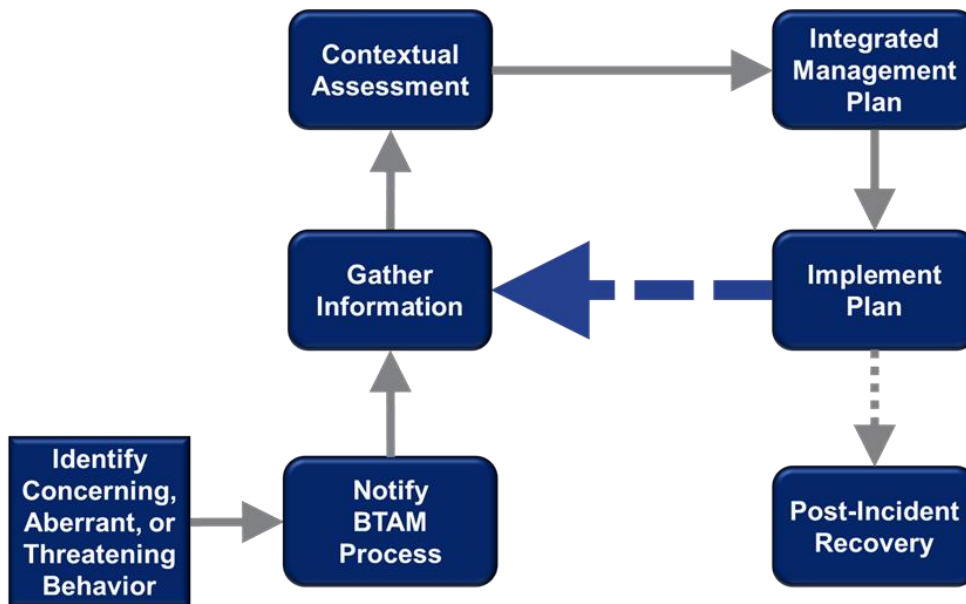 Contextual
Assessment
Integrated
Management
Plan
Gather
Information
Implement
Plan
Identify
Concerning,
Aberrant, or
Threatening
Behavior
Notify
BTAM
Process
Post-Incident
Recovery